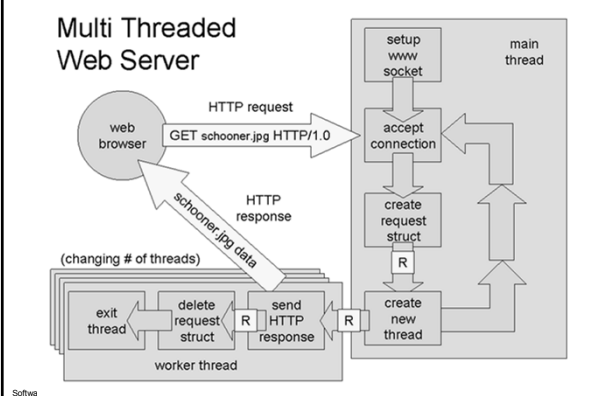 Multi Threaded
Web Server
setup
www
socket
main
thread
HTTP request
web
browser
GET schooner.jpg HTTP/1.0
accept
connection
schooner.jpg data
HTTP
response
create
request
struct
R
(changing # of threads)
exit
thread
delete
request
struct
R
send
HTTP
response
R
create
new
thread
worker thread
Softwa